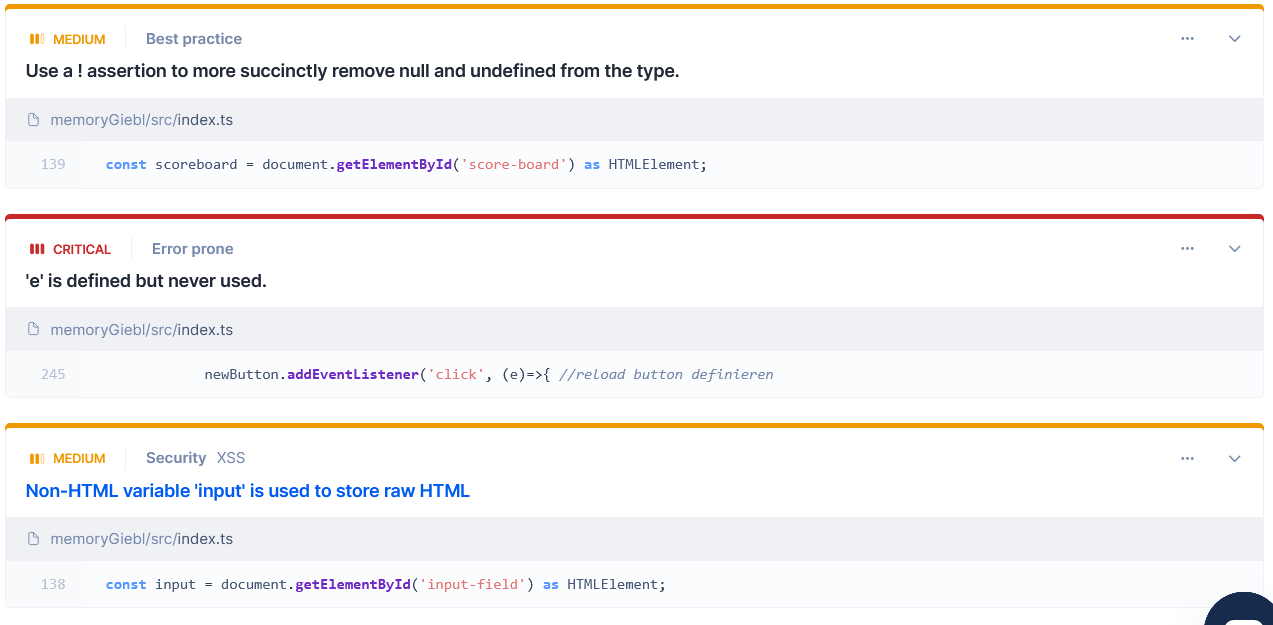 MEDIUM Best practice
Use a ! assertion to more succinctly remove null and undefined from the type.
memoryGiebl/src/index.ts
139 const scoreboard = document.getElementById('score-board') as HTMLElement;
CRITICAL Error prone
'e' is defined but never used.
memoryGiebl/src/index.ts
245 newButton.addEventListener('click', (e)=>{ //reload button definieren
MEDIUM Security XSS
Non-HTML variable 'input' is used to store raw HTML
memoryGiebl/src/index.ts
138 const input = document.getElementById('input-field') as HTMLElement;